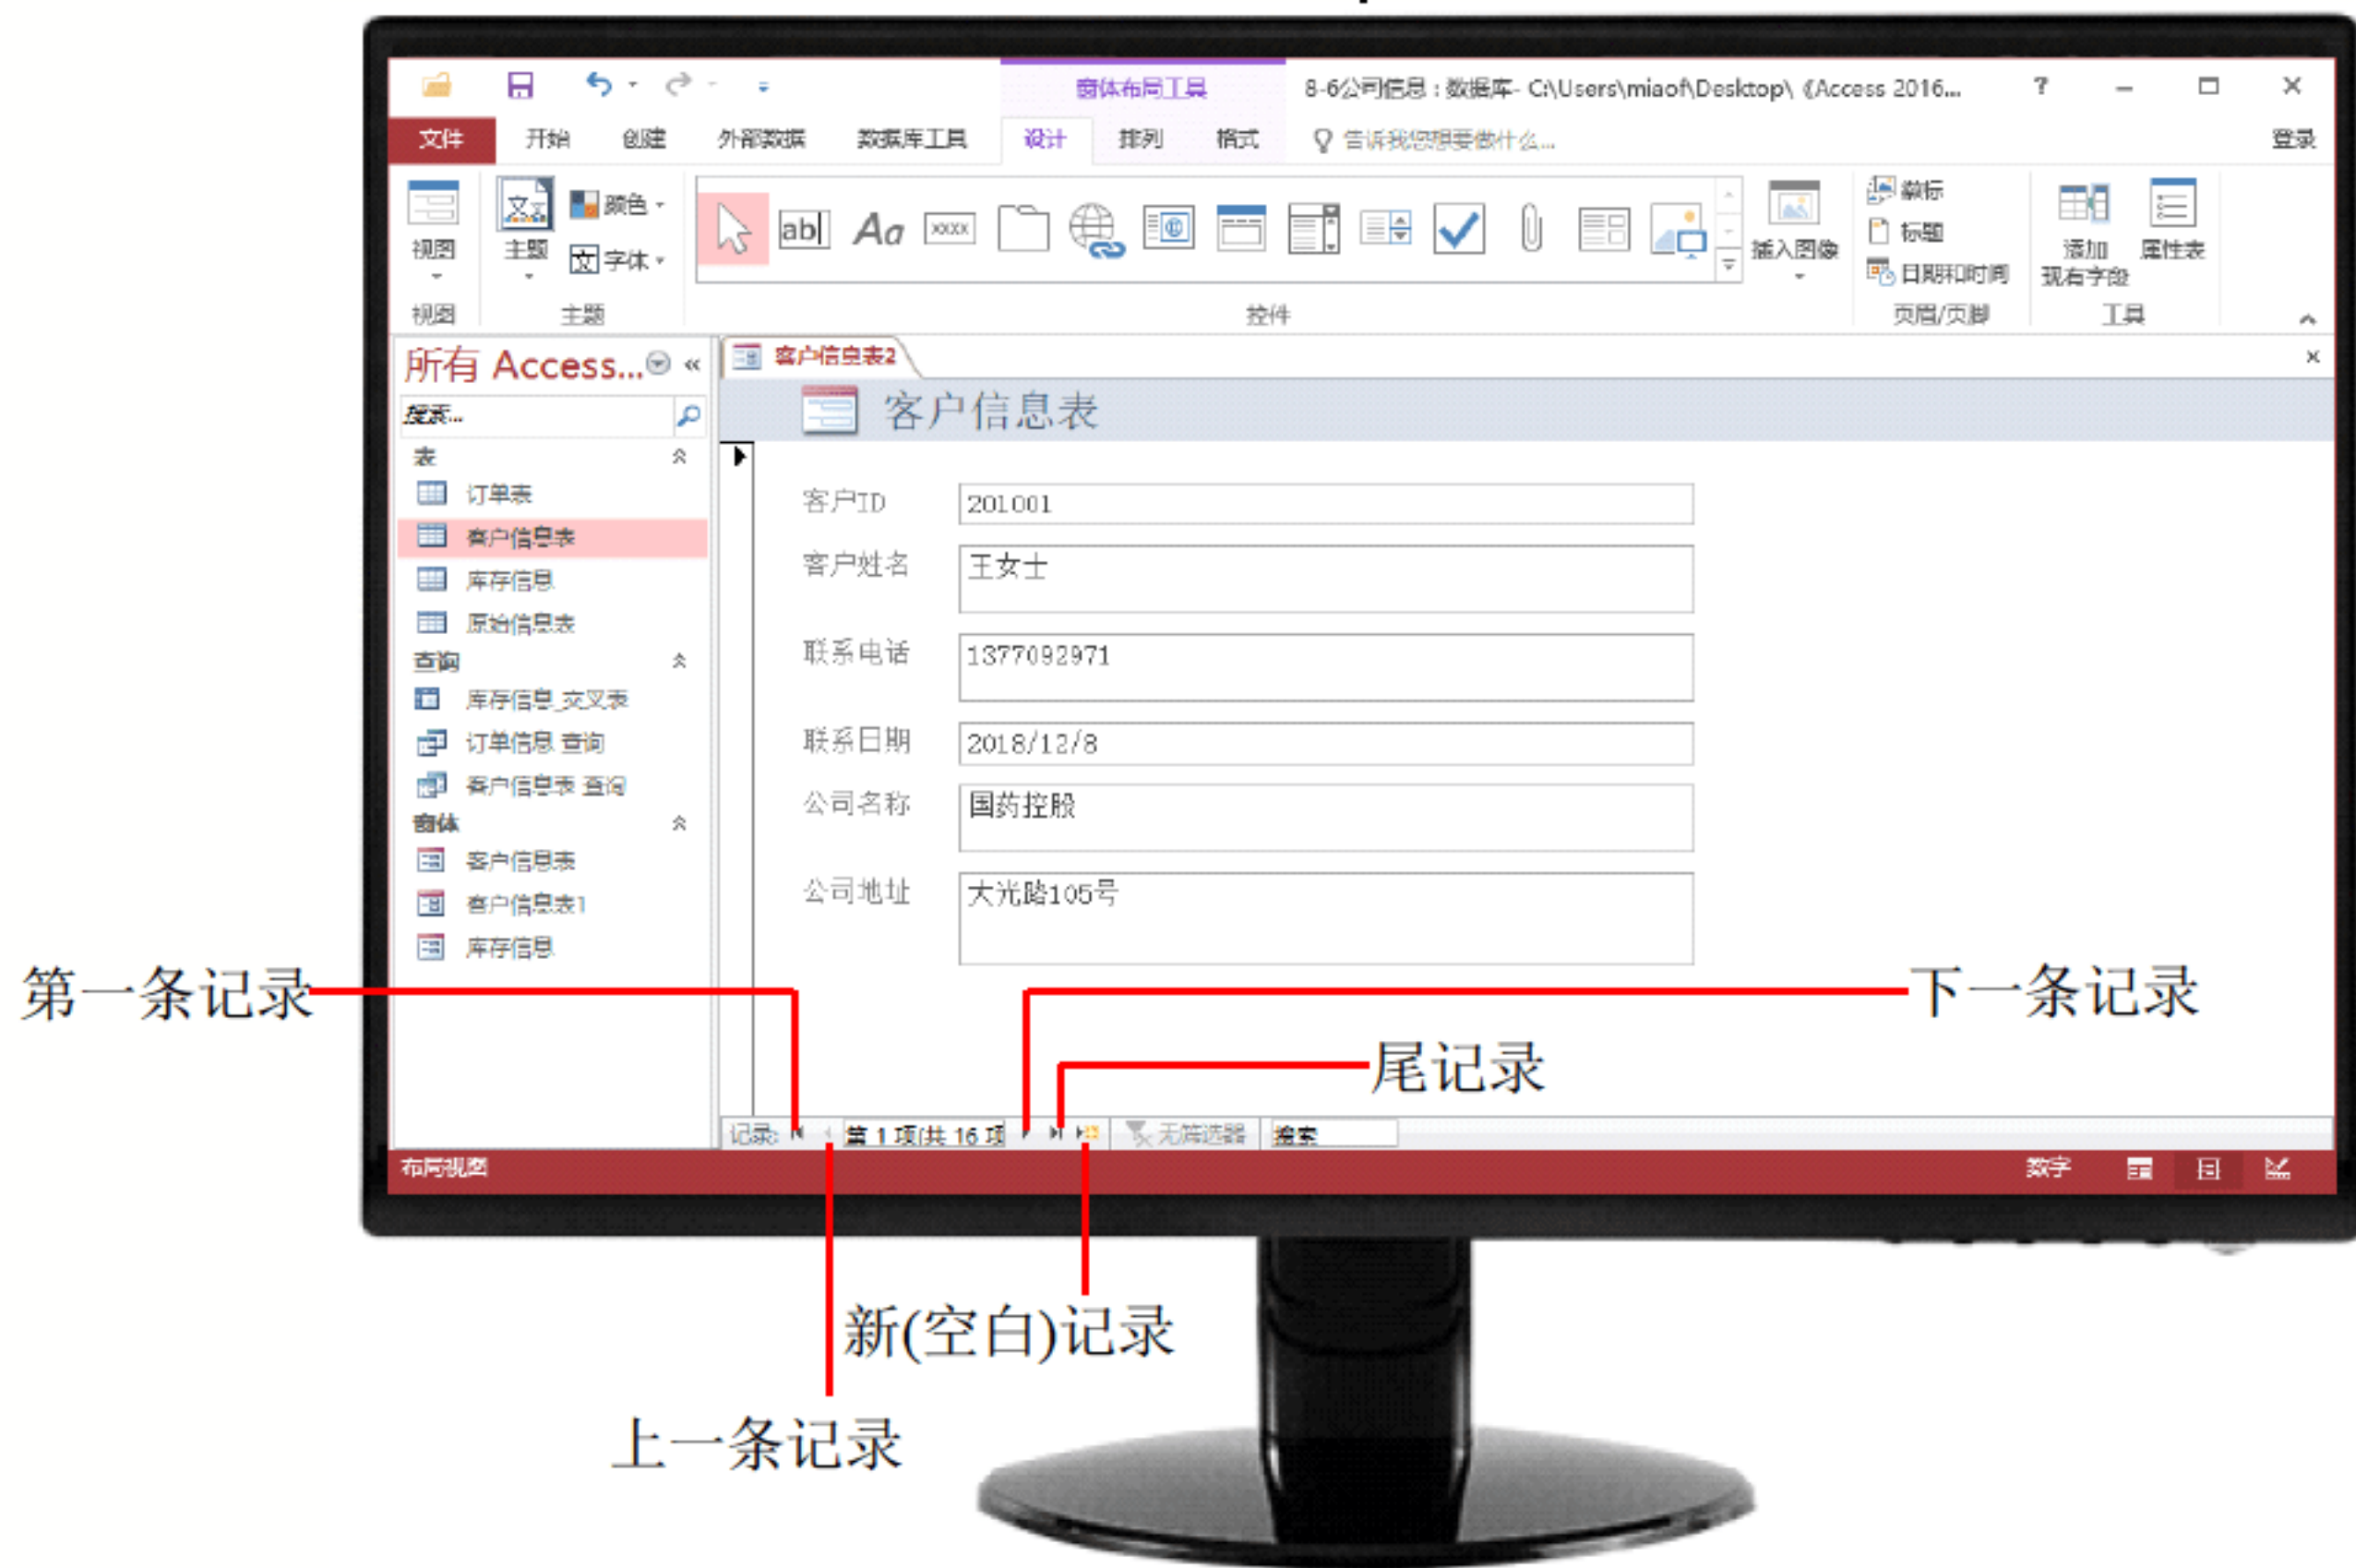 窗体布局工具
8-6公司信息 : 数据库- C:\Users\miaof\Desktop\《Access 2016... ?
文件 开始 创建 外部数据 数据库工具 设计 排列 格式 告诉我您想要做什么... 登录
视图 主题 颜色 字体 ab| Aa xxxx 插入图像 徽标 标题 日期和时间 添加现有字段 属性表
视图 主题 控件 页眉/页脚 工具
所有 Access...
搜索...
表
订单表
客户信息表
库存信息
原始信息表
查询
库存信息_交叉表
订单信息 查询
客户信息表 查询
窗体
客户信息表
客户信息表1
库存信息
客户信息表2
客户信息表
客户ID 201001
客户姓名 王女士
联系电话 1377092971
联系日期 2018/12/8
公司名称 国药控股
公司地址 大光路105号
第一条记录
下一条记录
尾记录
记录: 第 1 项(共 16 项 无筛选器 搜索
布局视图 数字
新(空白)记录
上一条记录